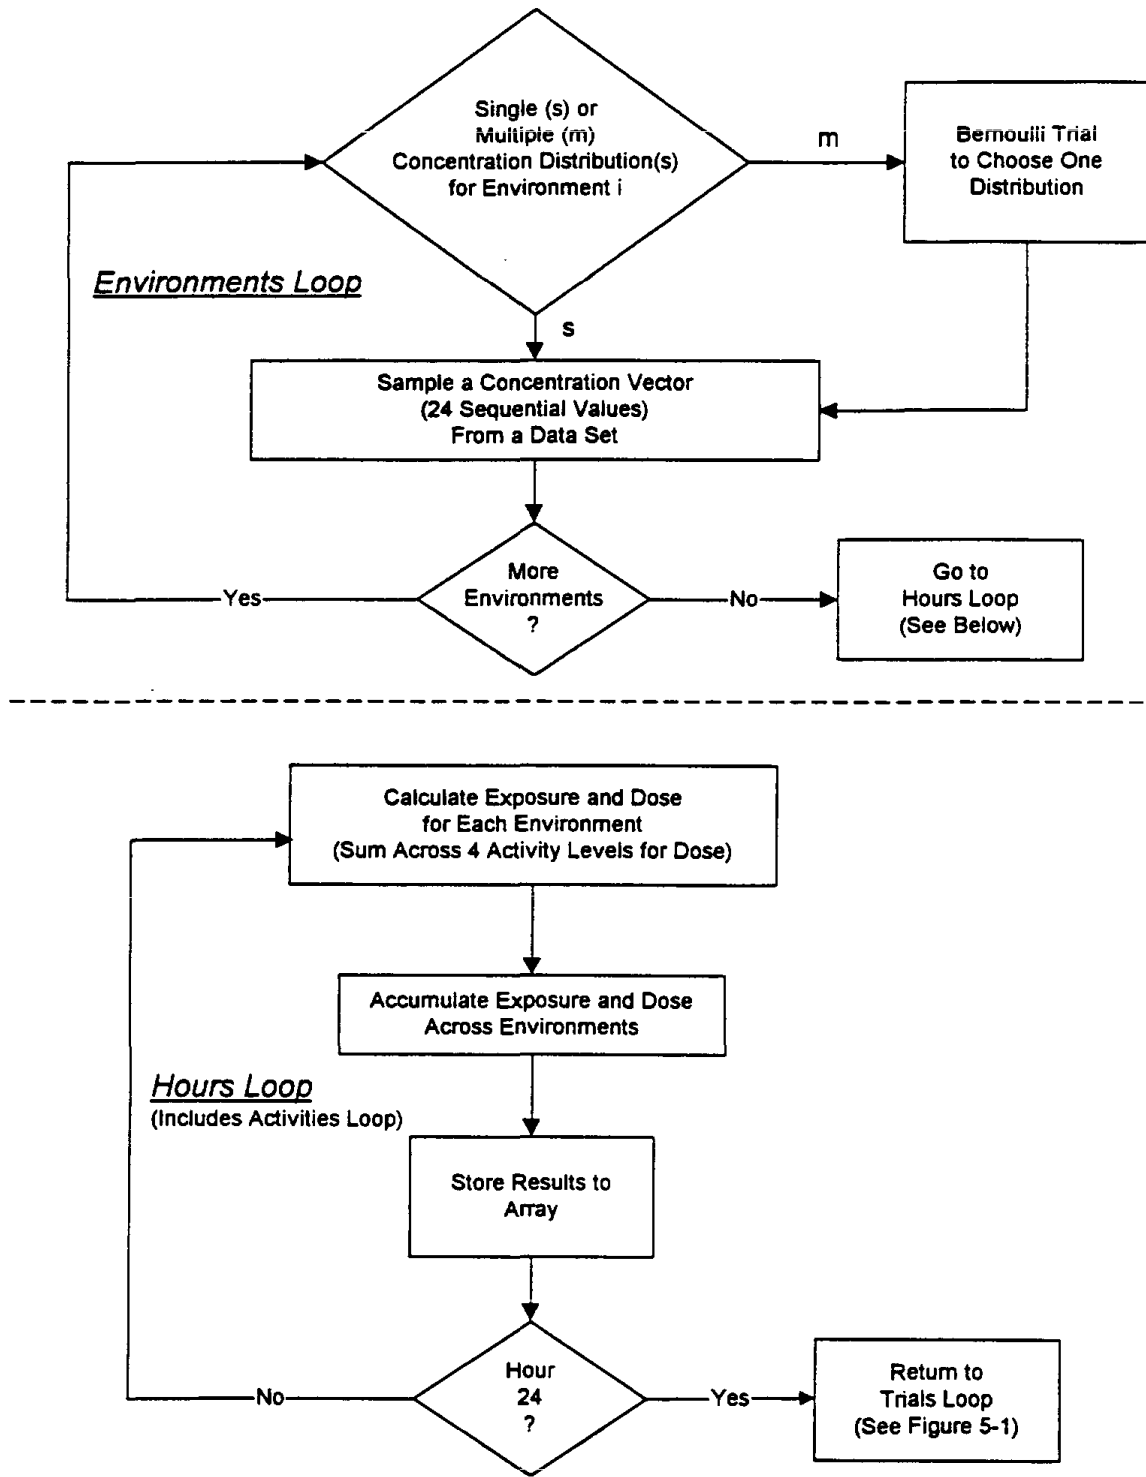 Single (s) or
Multiple (m)
Concentration Distribution(s)
for Environment i
m
Bernoulli Trial
to Choose One
Distribution
Environments Loop
s
Sample a Concentration Vector
(24 Sequential Values)
From a Data Set
More
Environments
?
Yes
No
Go to
Hours Loop
(See Below)
Calculate Exposure and Dose
for Each Environment
(Sum Across 4 Activity Levels for Dose)
Accumulate Exposure and Dose
Across Environments
Hours Loop
(Includes Activities Loop)
Store Results to
Array
Hour
24
?
No
Yes
Return to
Trials Loop
(See Figure 5-1)